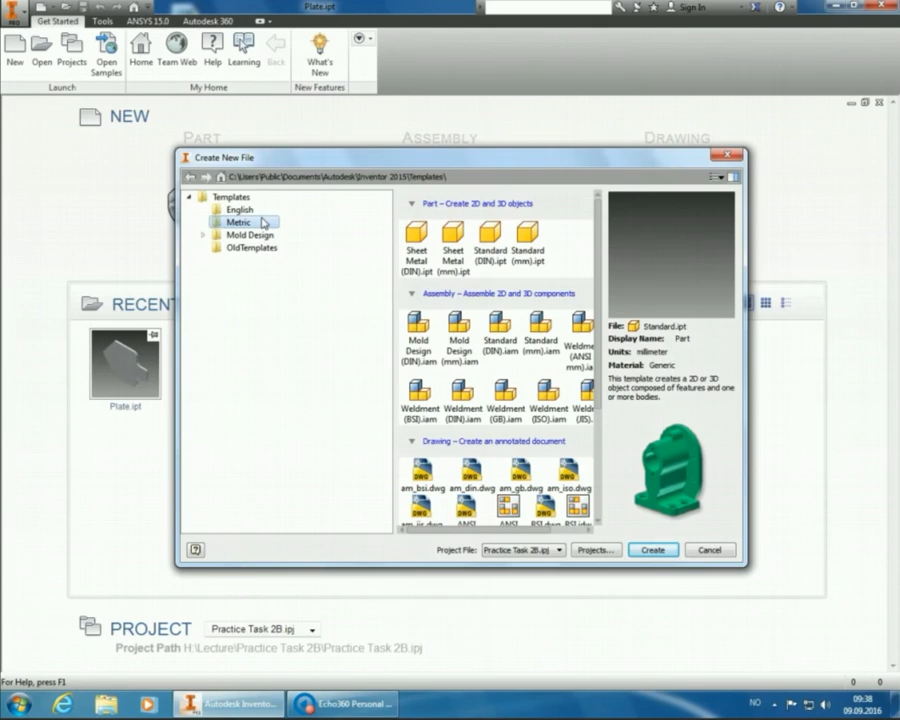 Plate.ipt
Sign In
PRO
Get Started Tools ANSYS 15.0 Autodesk 360
New Open Projects Open Samples Home Team Web Help Learning Back What's New
Launch My Home New Features
NEW
PART ASSEMBLY DRAWING
Create New File
C:\Users\Public\Documents\Autodesk\Inventor 2015\Templates\
Templates
English
Metric
Mold Design
OldTemplates
Part – Create 2D and 3D objects
Sheet Metal (DIN).ipt
Sheet Metal (mm).ipt
Standard (DIN).ipt
Standard (mm).ipt
Assembly – Assemble 2D and 3D components
Mold Design (DIN).iam
Mold Design (mm).iam
Standard (DIN).iam
Standard (mm).iam
Weldme (ANSI mm).ia
Weldment (BSI).iam
Weldment (DIN).iam
Weldment (GB).iam
Weldment (ISO).iam
Weldm (JIS).
Drawing – Create an annotated document
am_bsi.dwg am_din.dwg am_gb.dwg am_iso.dwg
File: Standard.ipt
Display Name: Part
Units: millimeter
Material: Generic
This template creates a 2D or 3D
object composed of features and one
or more bodies.
Project File: Practice Task 2B.ipj Projects... Create Cancel
RECENT
Plate.ipt
PROJECT Practice Task 2B.ipj
Project Path H:\Lecture\Practice Task 2B\Practice Task 2B.ipj
For Help, press F1 0 0
Autodesk Invento... Echo360 Personal ...
NO 09:38
09.09.2016